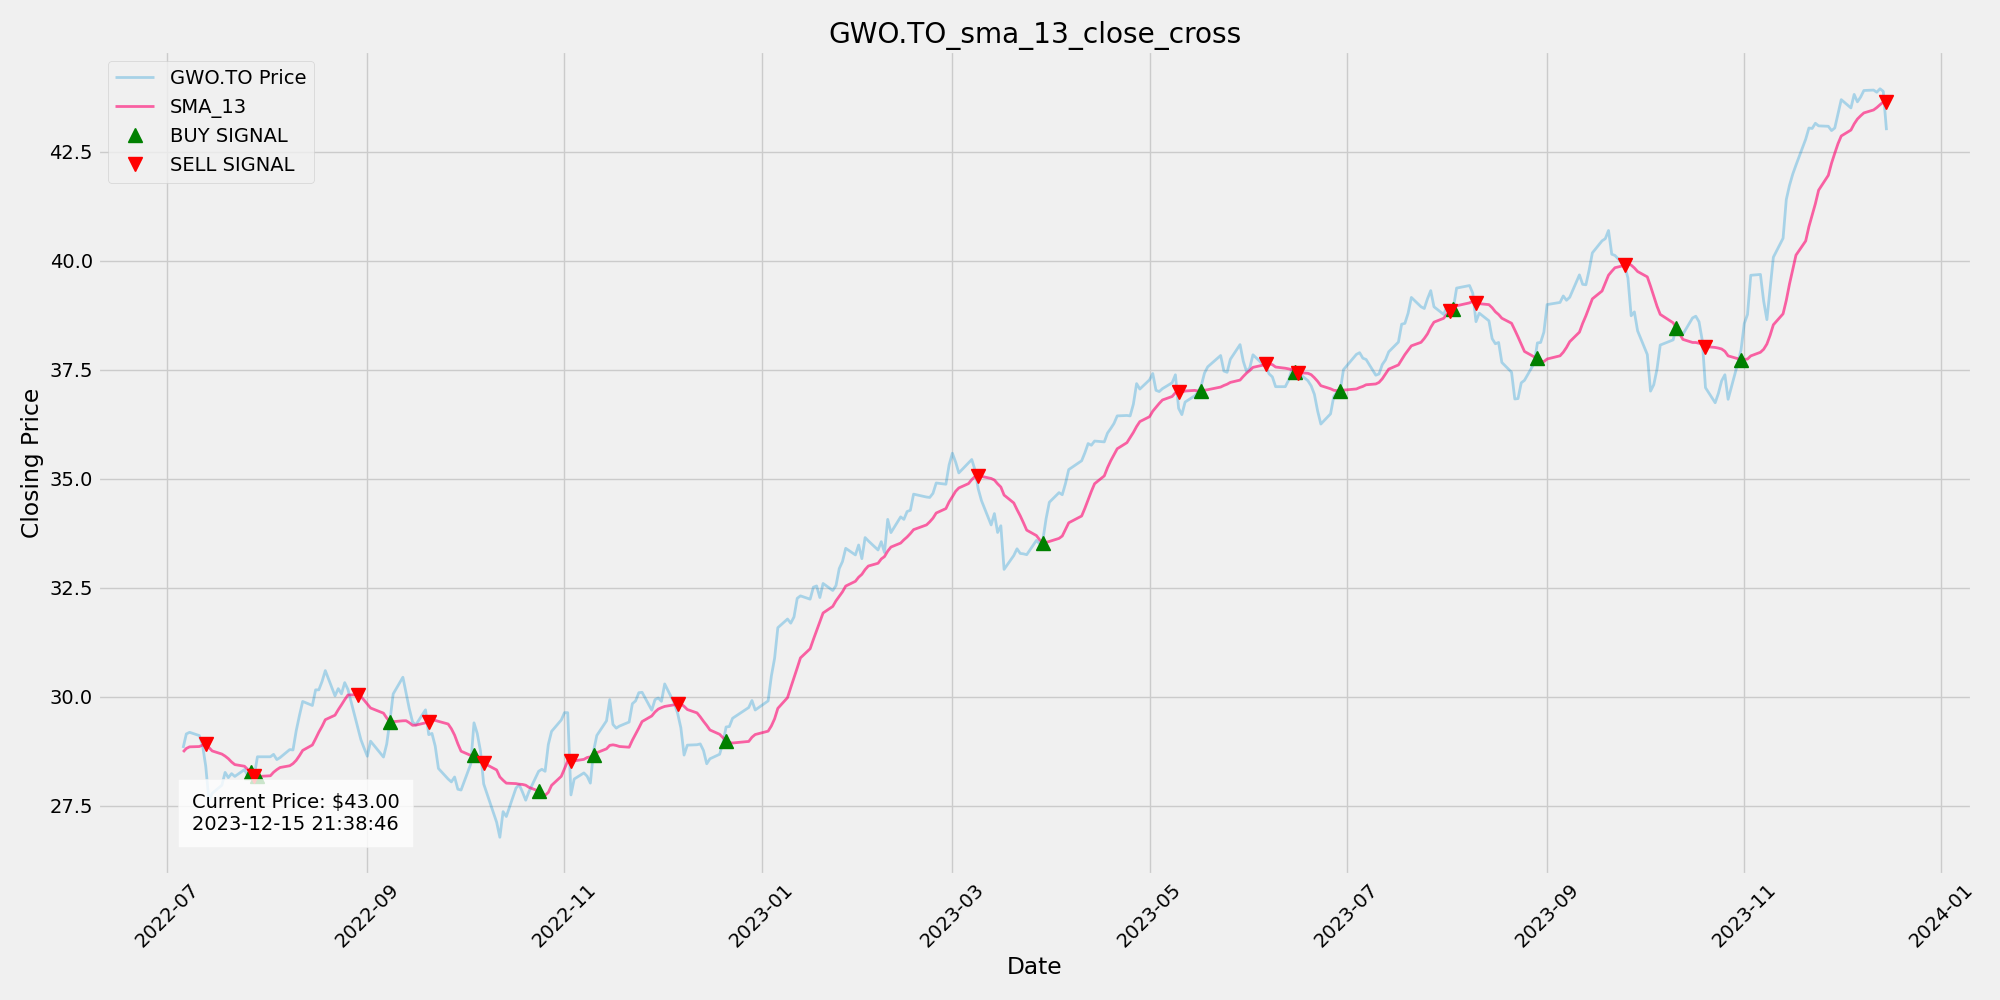 GWO.TO_sma_13_close_cross
GWO.TO Price
SMA_13
BUY SIGNAL
SELL SIGNAL
Closing Price
42.5
40.0
37.5
35.0
32.5
30.0
27.5
Current Price: $43.00
2023-12-15 21:38:46
2022-07
2022-09
2022-11
2023-01
2023-03
2023-05
2023-07
2023-09
2023-11
2024-01
Date